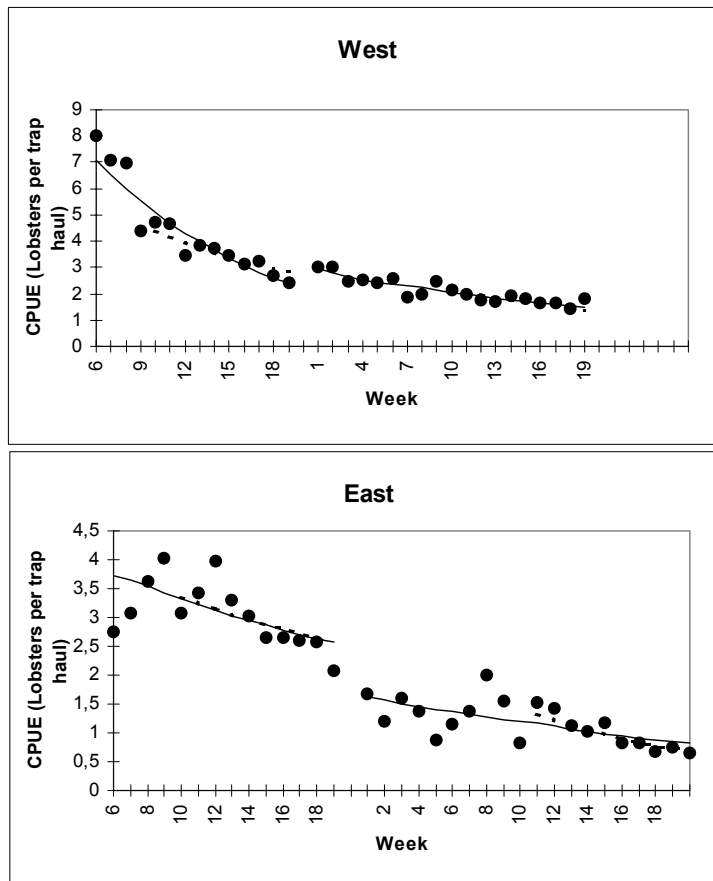 West
CPUE (Lobsters per trap
haul)
9
8
7
6
5
4
3
2
1
0
6 9 12 15 18 1 4 7 10 13 16 19
Week
East
CPUE (Lobsters per trap
haul)
4,5
4
3,5
3
2,5
2
1,5
1
0,5
0
6 8 10 12 14 16 18 2 4 6 8 10 12 14 16 18
Week